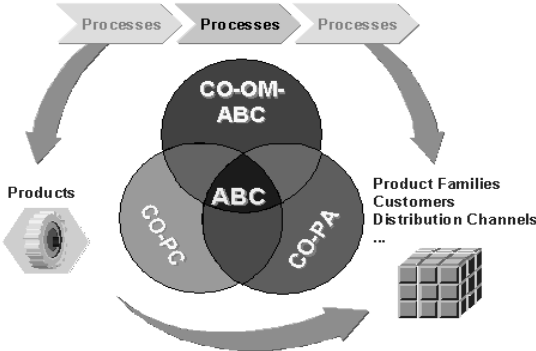 Processes Processes Processes
CO-OM-
ABC
ABC
CO-PC
CO-PA
Products
Product Families
Customers
Distribution Channels
...